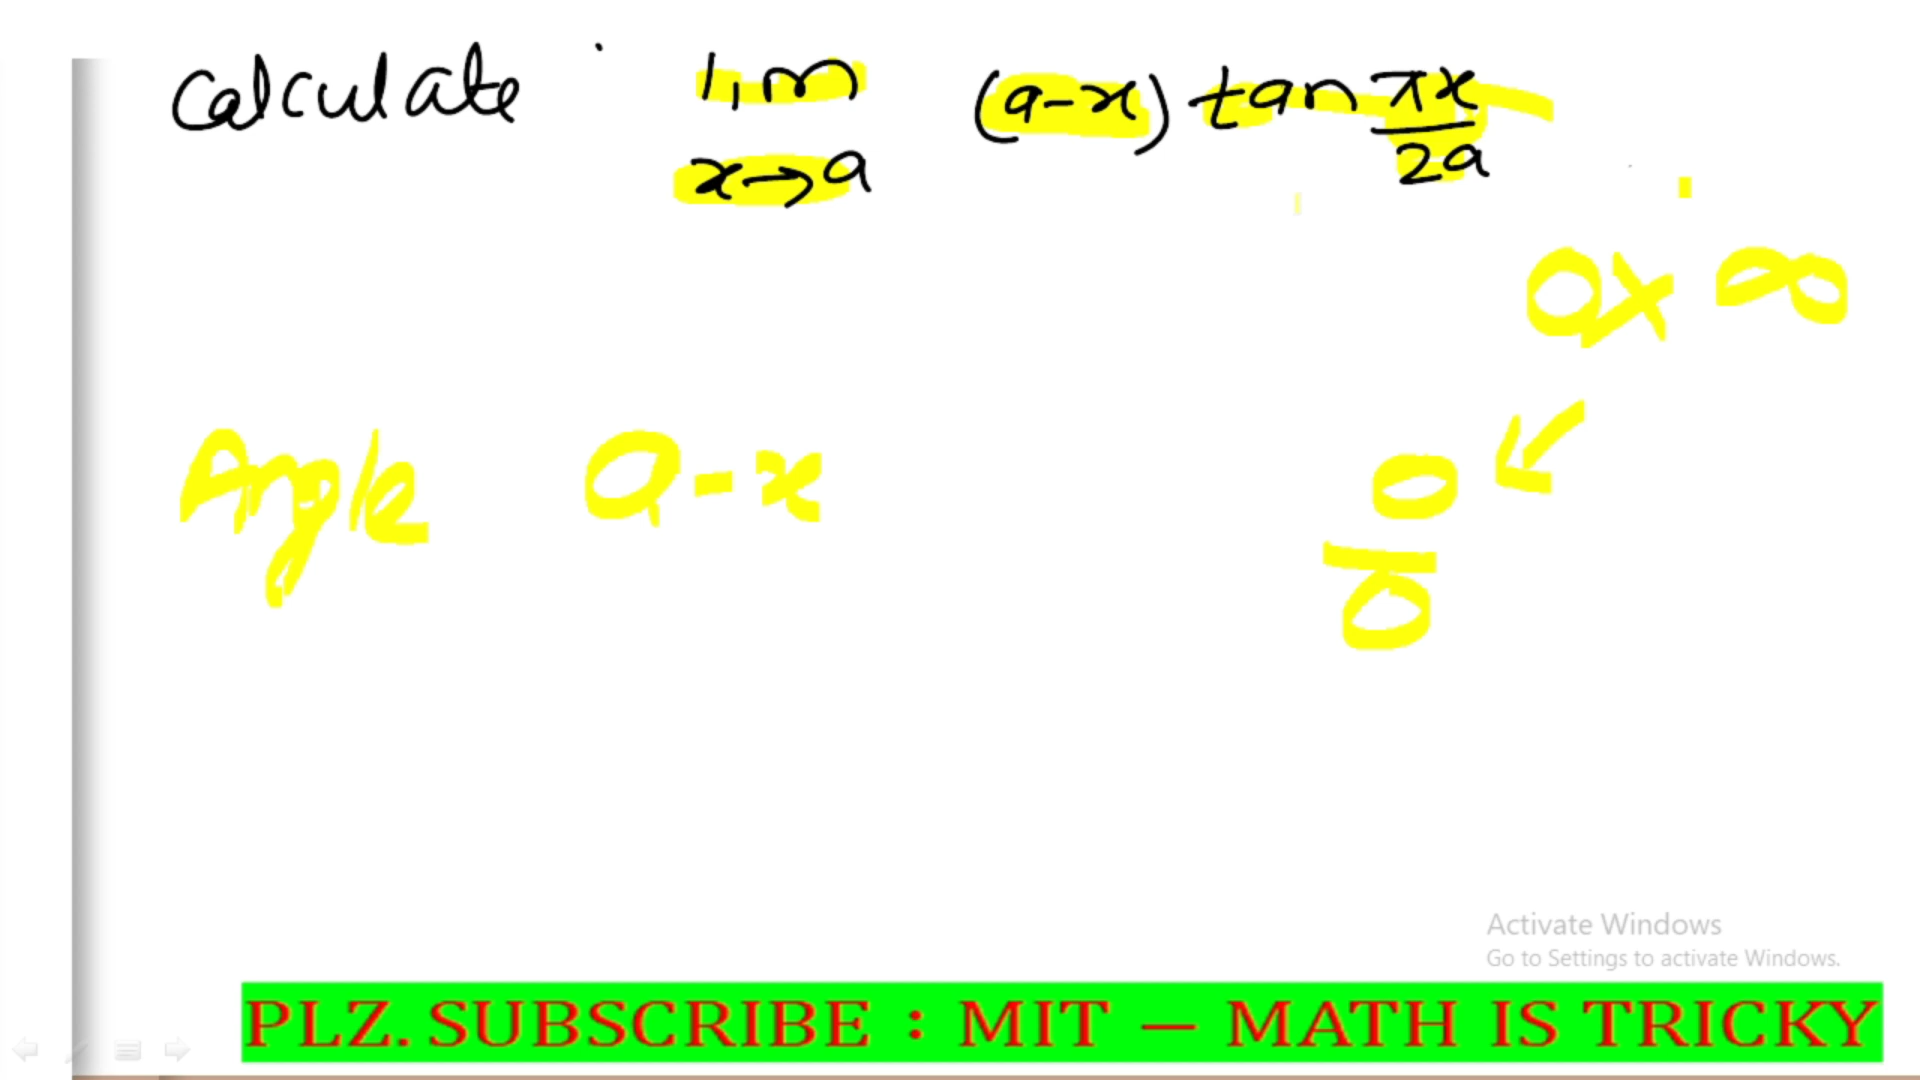 Calculate lim (a-x) tan πx/2a
x→a
0x ∞
Angle a-x
0/0
Activate Windows
Go to Settings to activate Windows.
PLZ. SUBSCRIBE : MIT – MATH IS TRICKY